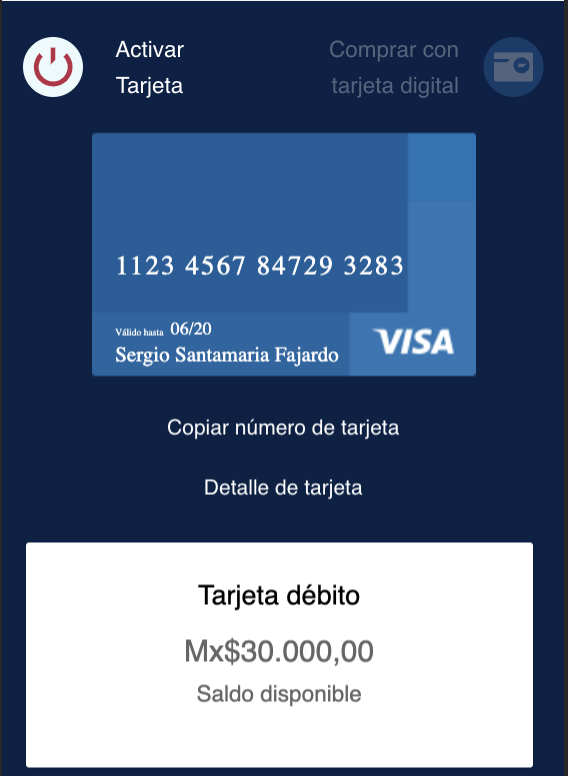 Activar
Tarjeta
Comprar con
tarjeta digital
1123 4567 84729 3283
Válido hasta 06/20
Sergio Santamaria Fajardo
VISA
Copiar número de tarjeta
Detalle de tarjeta
Tarjeta débito
Mx$30.000,00
Saldo disponible